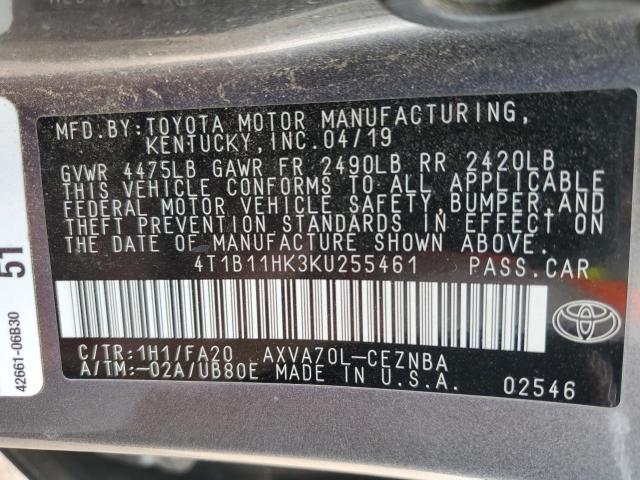 MFD.BY:TOYOTA MOTOR MANUFACTURING,
KENTUCKY,INC.04/19
GVWR 4475LB GAWR FR 2490LB RR 2420LB
THIS VEHICLE CONFORMS TO ALL APPLICABLE
FEDERAL MOTOR VEHICLE SAFETY,BUMPER,AND
THEFT PREVENTION STANDARDS IN EFFECT ON
THE DATE OF MANUFACTURE SHOWN ABOVE.
4T1B11HK3KU255461 PASS.CAR
C/TR:1H1/FA20 AXVA70L-CEZNBA
A/TM:-02A/UB80E MADE IN U.S.A.
02546
51
42661-06B30